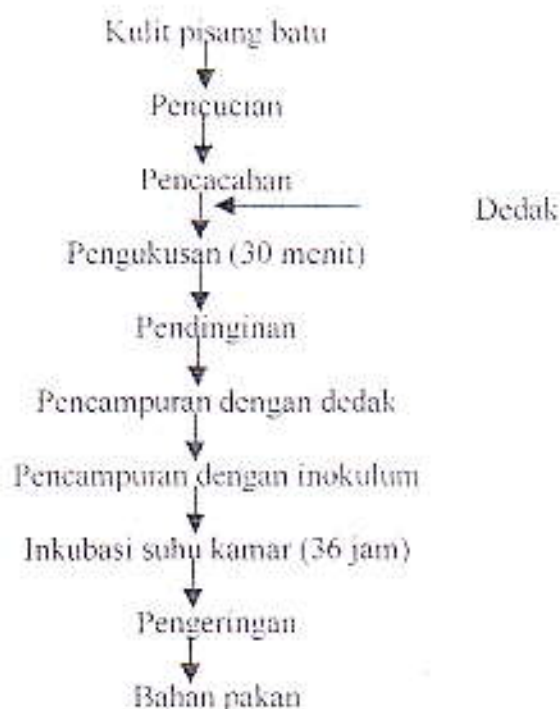 Kulit pisang batu
Pencucian
Pencacahan
Dedak
Pengukusan (30 menit)
Pendinginan
Pencampuran dengan dedak
Pencampuran dengan inokulum
Inkubasi suhu kamar (36 jam)
Pengeringan
Bahan pakan